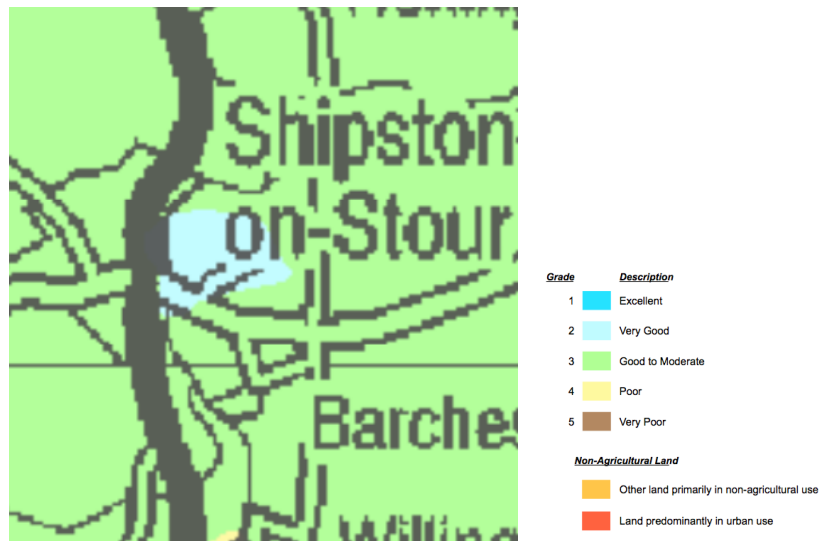 Shipston
on-Stour
Barches
Grade Description
1 Excellent
2 Very Good
3 Good to Moderate
4 Poor
5 Very Poor
Non-Agricultural Land
Other land primarily in non-agricultural use
Land predominantly in urban use